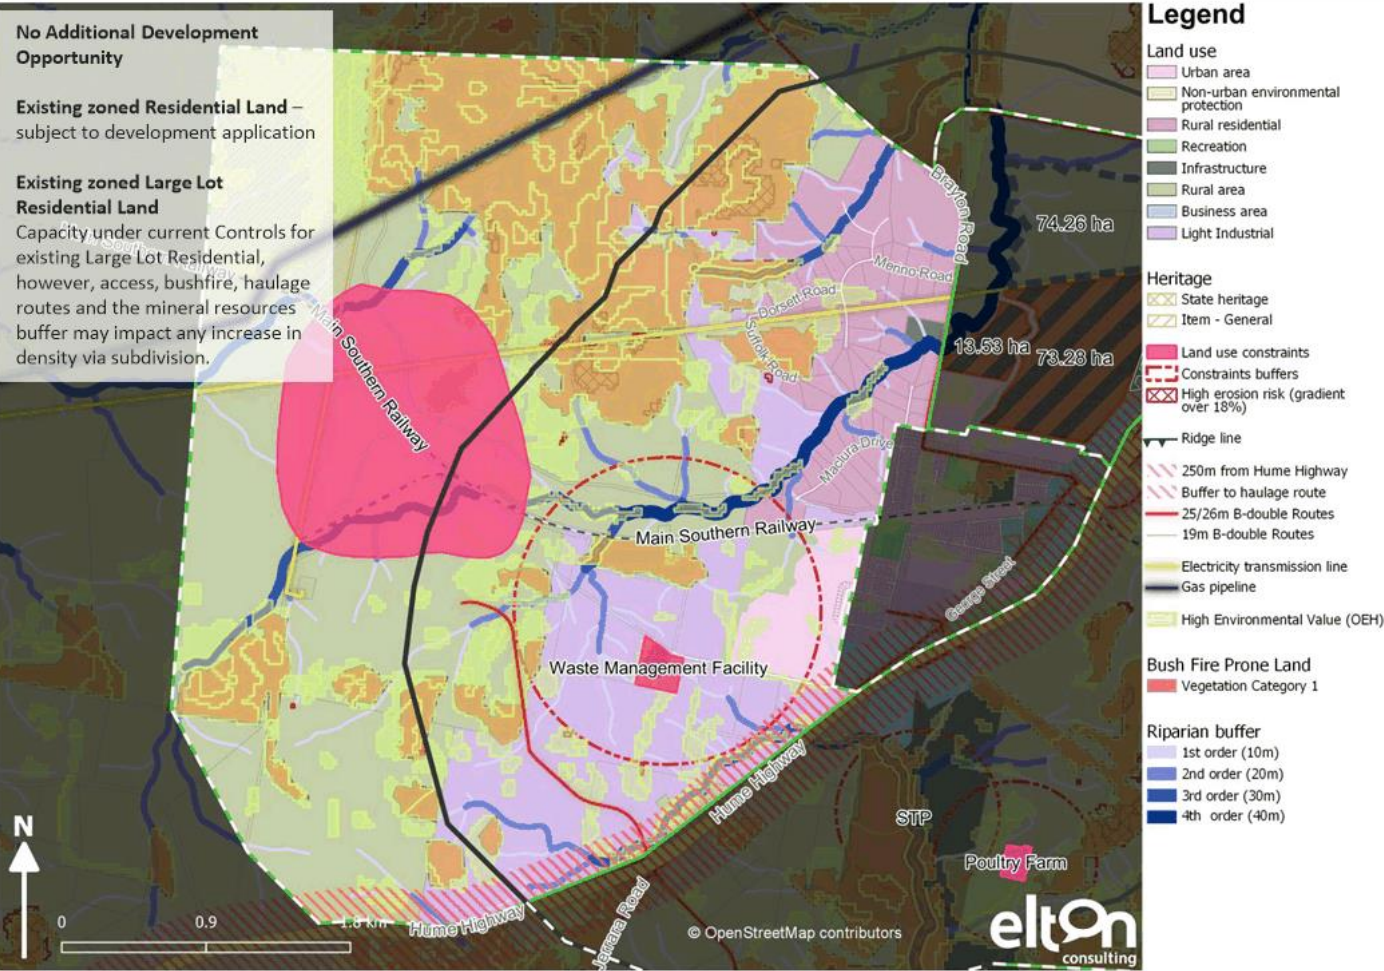 No Additional Development
Opportunity
Existing zoned Residential Land –
subject to development application
Existing zoned Large Lot
Residential Land
Capacity under current Controls for
existing Large Lot Residential,
however, access, bushfire, haulage
routes and the mineral resources
buffer may impact any increase in
density via subdivision.
Main Southern Railway
Main Southern Railway
Brayton Road
74.26 ha
Merino Road
Dorsett Road
Suffolk Road
13.53 ha
73.28 ha
Maclura Drive
Main Southern Railway
George Street
Waste Management Facility
Hume Highway
STP
Poultry Farm
Hume Highway
Jerrara Road
N
0
0.9
1.8 km
© OpenStreetMap contributors
elton
consulting
Legend
Land use
Urban area
Non-urban environmental
protection
Rural residential
Recreation
Infrastructure
Rural area
Business area
Light Industrial
Heritage
State heritage
Item - General
Land use constraints
Constraints buffers
High erosion risk (gradient
over 18%)
Ridge line
250m from Hume Highway
Buffer to haulage route
25/26m B-double Routes
19m B-double Routes
Electricity transmission line
Gas pipeline
High Environmental Value (OEH)
Bush Fire Prone Land
Vegetation Category 1
Riparian buffer
1st order (10m)
2nd order (20m)
3rd order (30m)
4th order (40m)